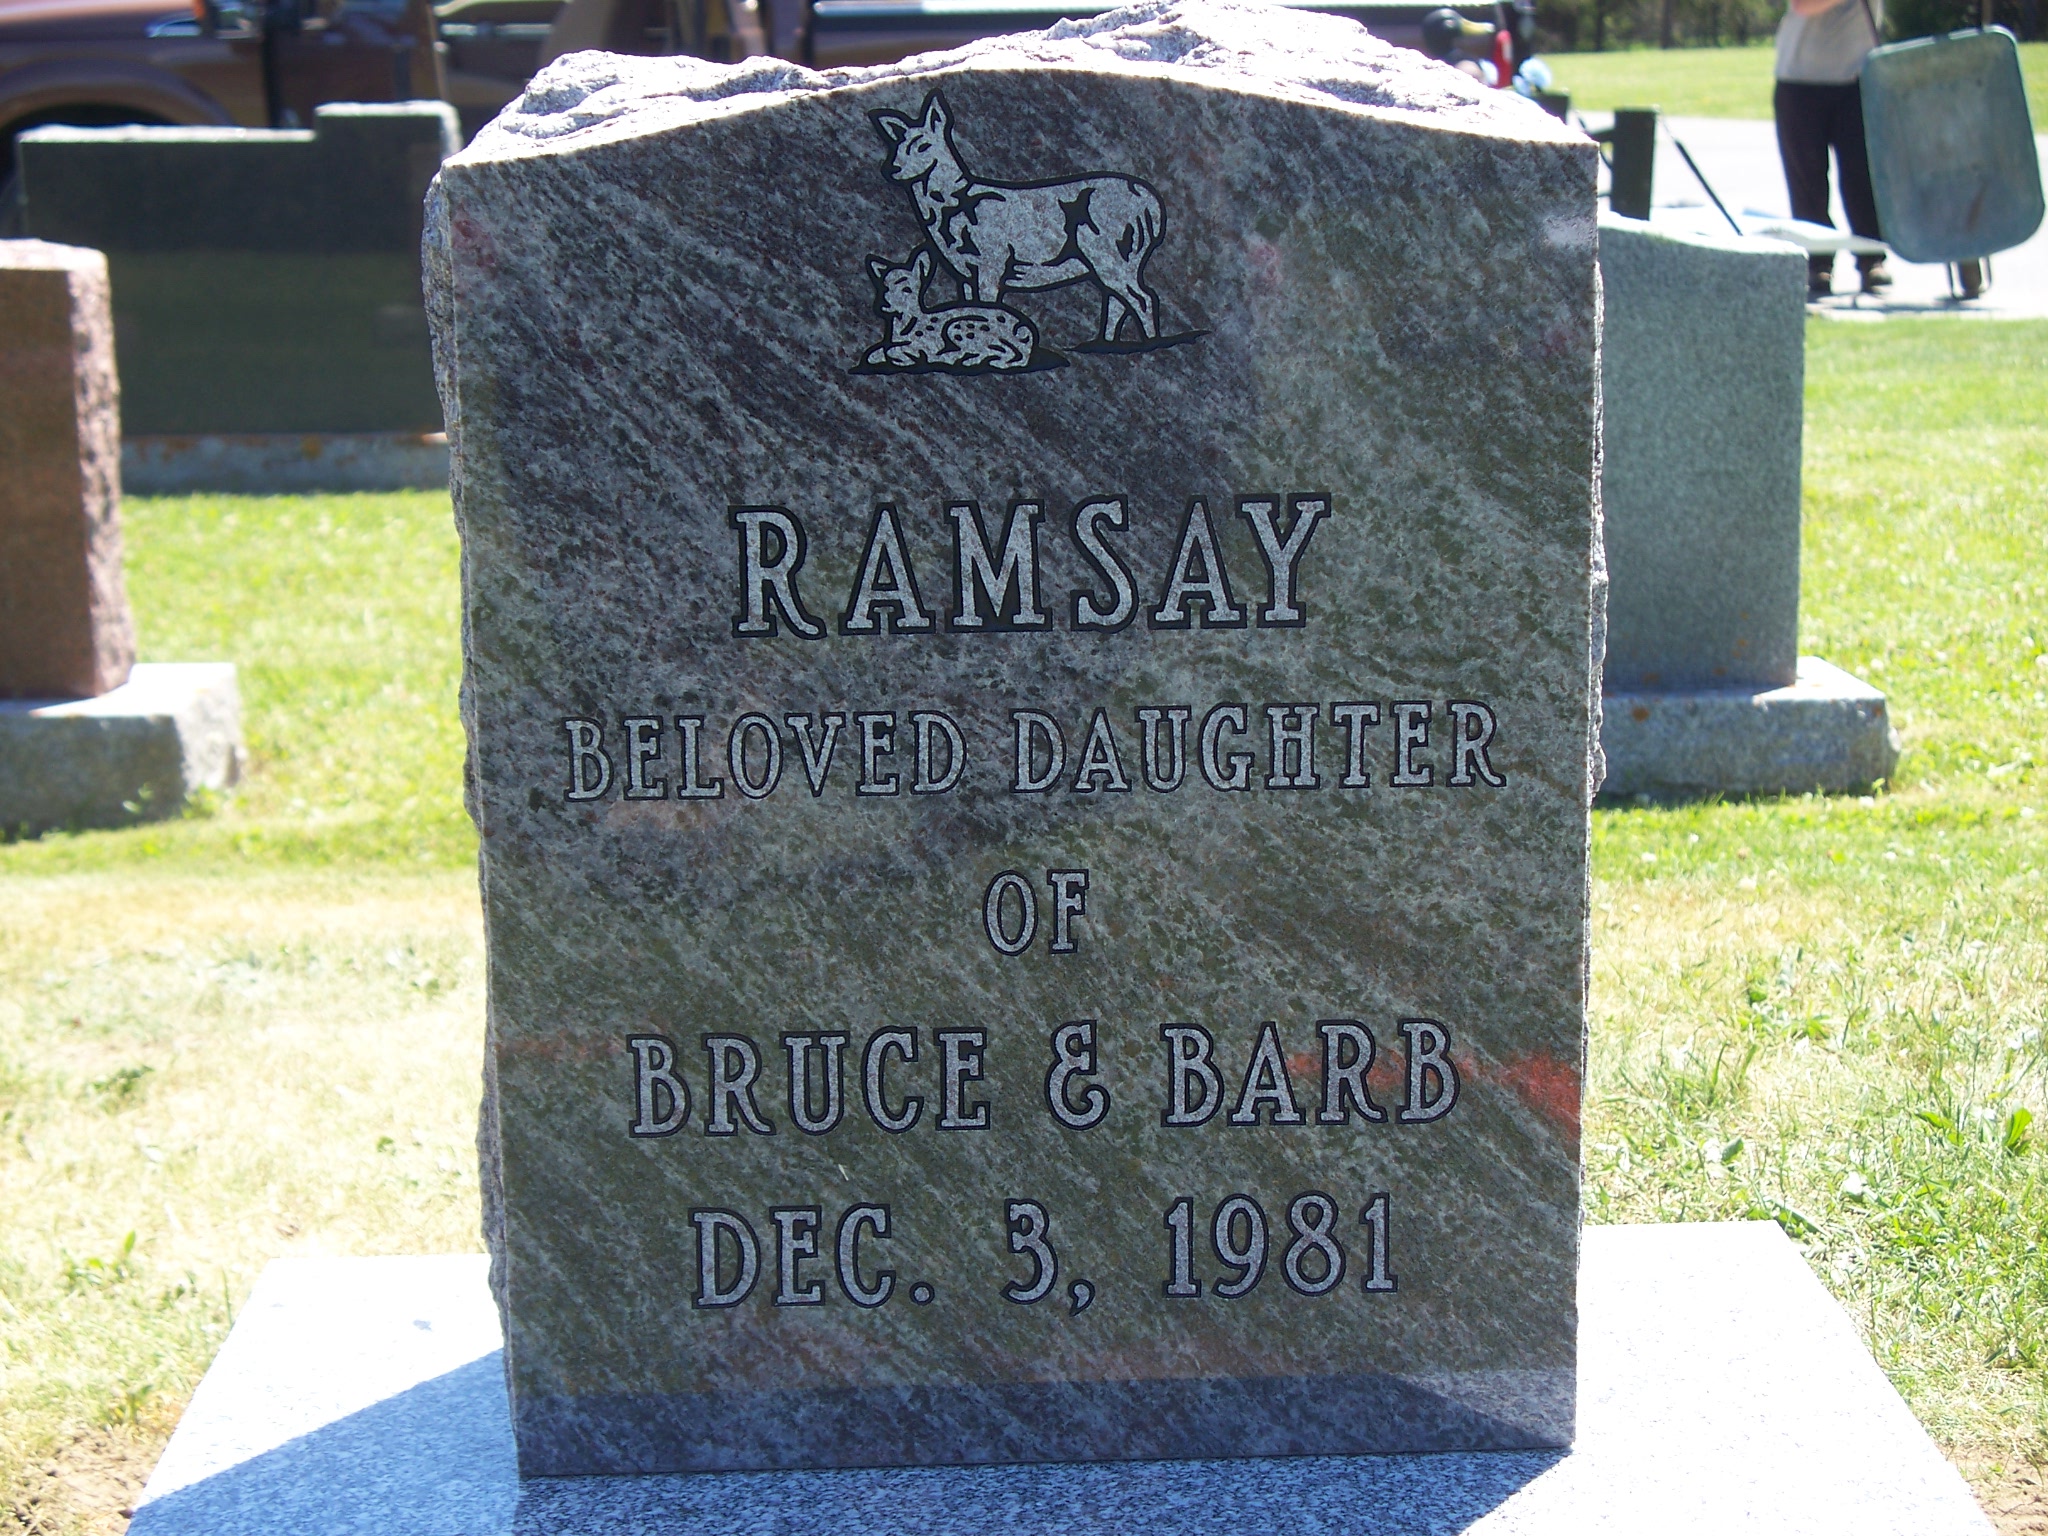 RAMSAY
BELOVED DAUGHTER
OF
BRUCE & BARB
DEC. 3, 1981